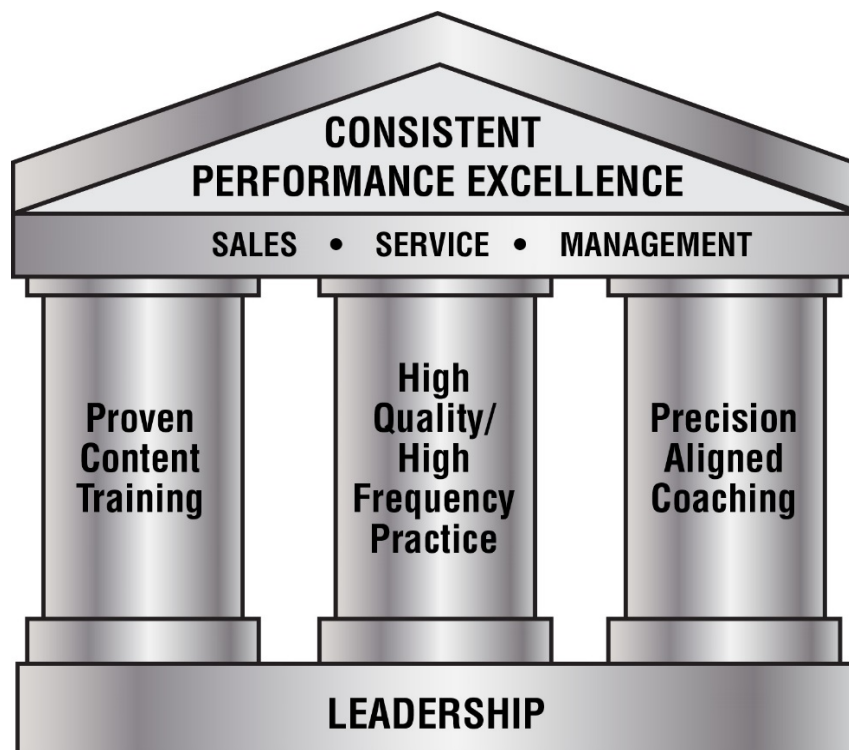 CONSISTENT
PERFORMANCE EXCELLENCE
SALES • SERVICE • MANAGEMENT
Proven
Content
Training
High
Quality/
High
Frequency
Practice
Precision
Aligned
Coaching
LEADERSHIP